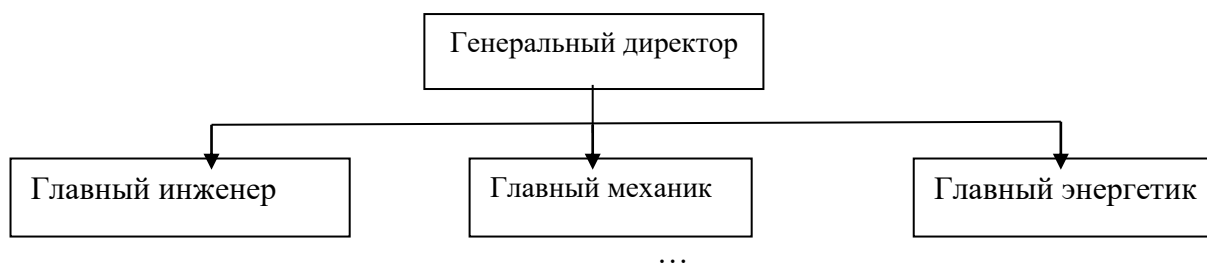 Генеральный директор
Главный инженер
Главный механик
Главный энергетик
…